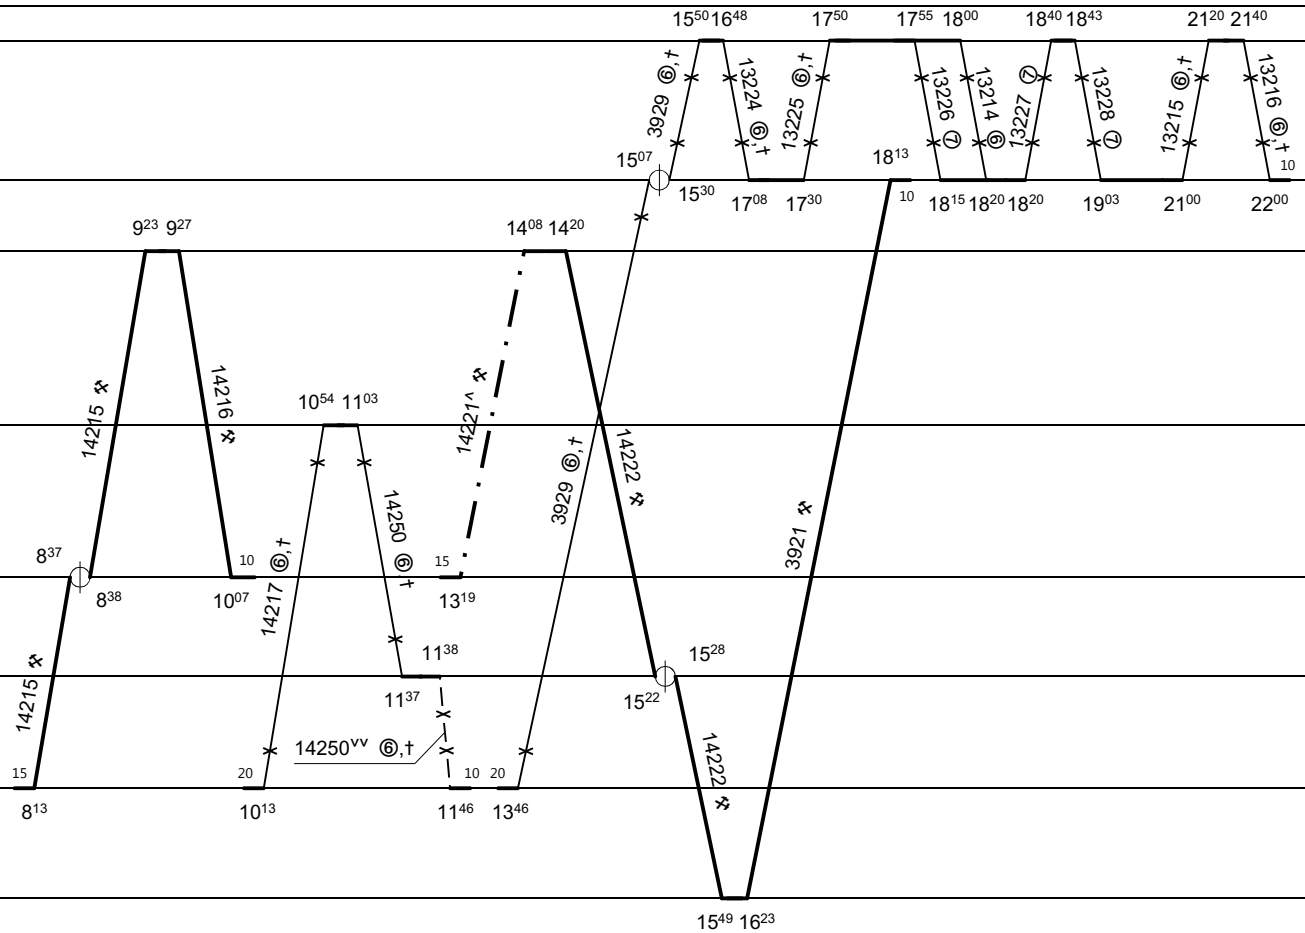 15⁵⁰ 16⁴⁸ 17⁵⁰ 17⁵⁵ 18⁰⁰ 18⁴⁰ 18⁴³ 21²⁰ 21⁴⁰
3929 ⑥,†
13224 ⑥,†
13225 ⑥,†
13226 ⑦
13214 ⑥
13227 ⑦
13228 ⑦
13215 ⑥,†
13216 ⑥,†
15⁰⁷ 18¹³ 10
15³⁰ 17⁰⁸ 17³⁰ 10 18¹⁵ 18²⁰ 18²⁰ 19⁰³ 21⁰⁰ 22⁰⁰
9²³ 9²⁷ 14⁰⁸ 14²⁰
14215 ⚒
14216 ⚒
10⁵⁴ 11⁰³
14221^ ⚒
14222 ⚒
3929 ⑥,†
14217 ⑥,†
14250 ⑥,†
3921 ⚒
8³⁷ 10 15
8³⁸ 10⁰⁷ 13¹⁹
14215 ⚒
11³⁸ 15²⁸
11³⁷ 15²²
14250ᵛᵛ ⑥,†
14222 ⚒
15 20 10 20
8¹³ 10¹³ 11⁴⁶ 13⁴⁶
15⁴⁹ 16²³